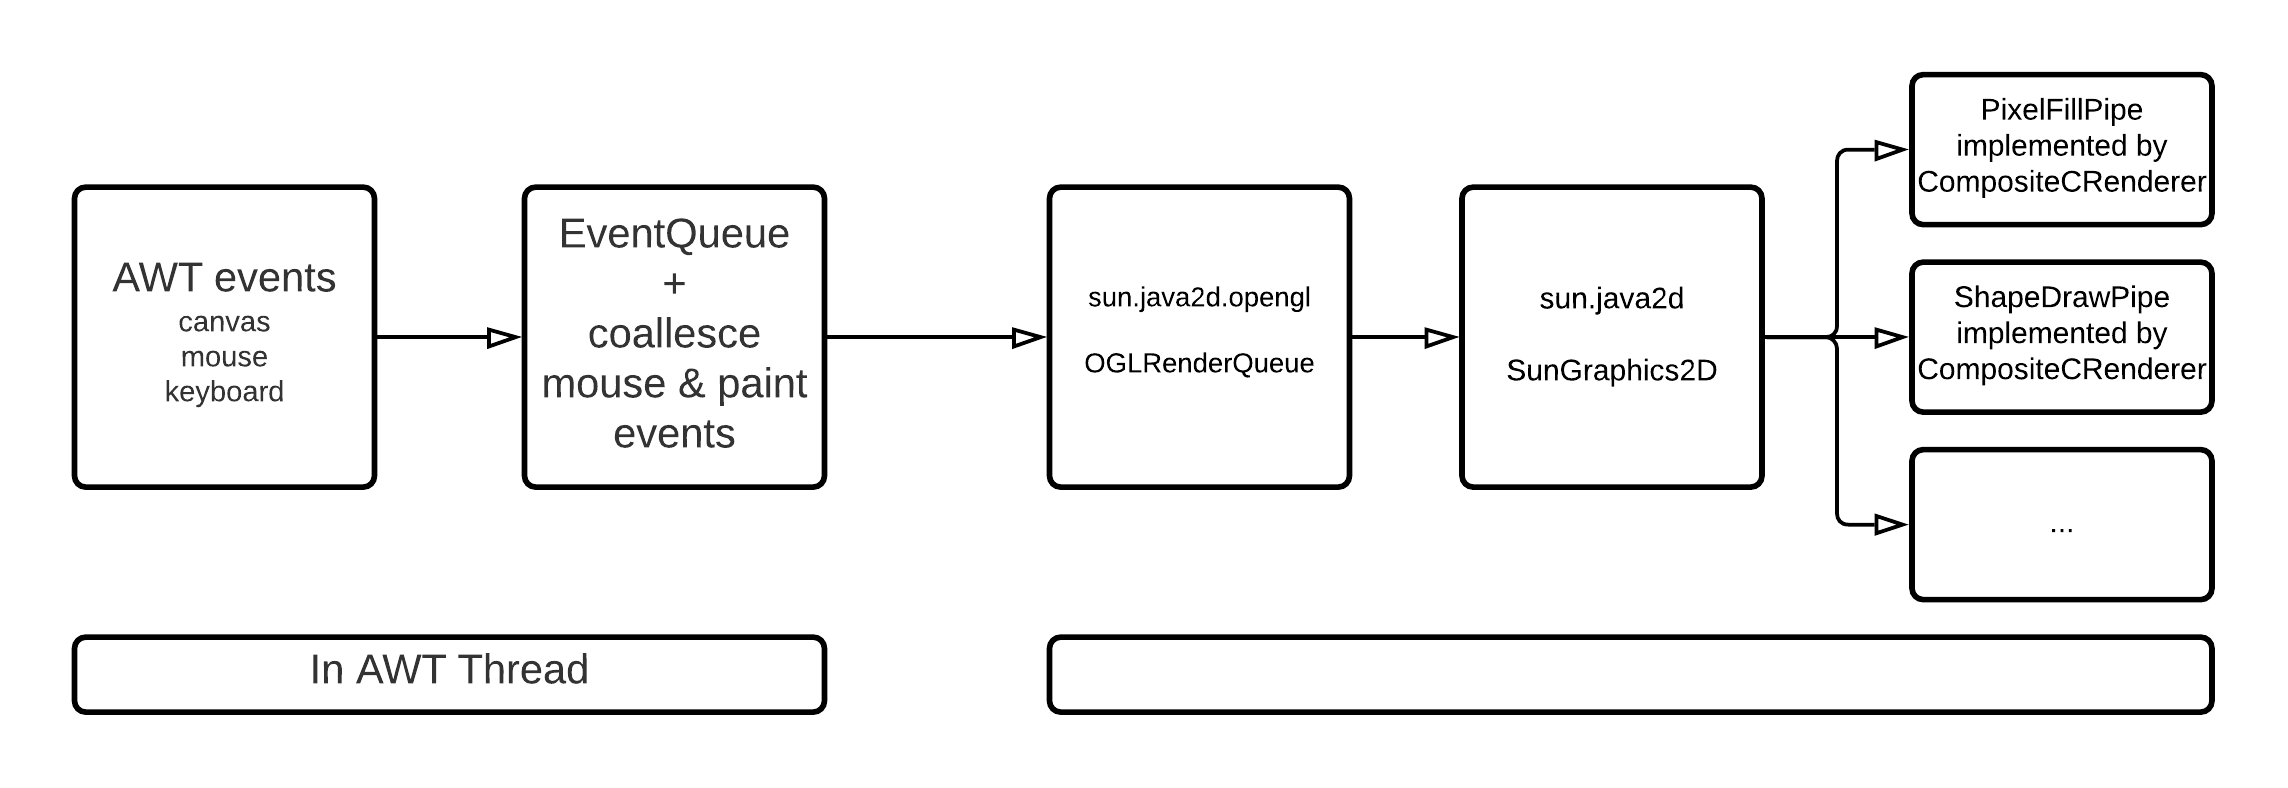 AWT events
canvas
mouse
keyboard
EventQueue
+
coallesce
mouse & paint
events
sun.java2d.opengl
OGLRenderQueue
sun.java2d
SunGraphics2D
PixelFillPipe
implemented by
CompositeCRenderer
ShapeDrawPipe
implemented by
CompositeCRenderer
...
In AWT Thread